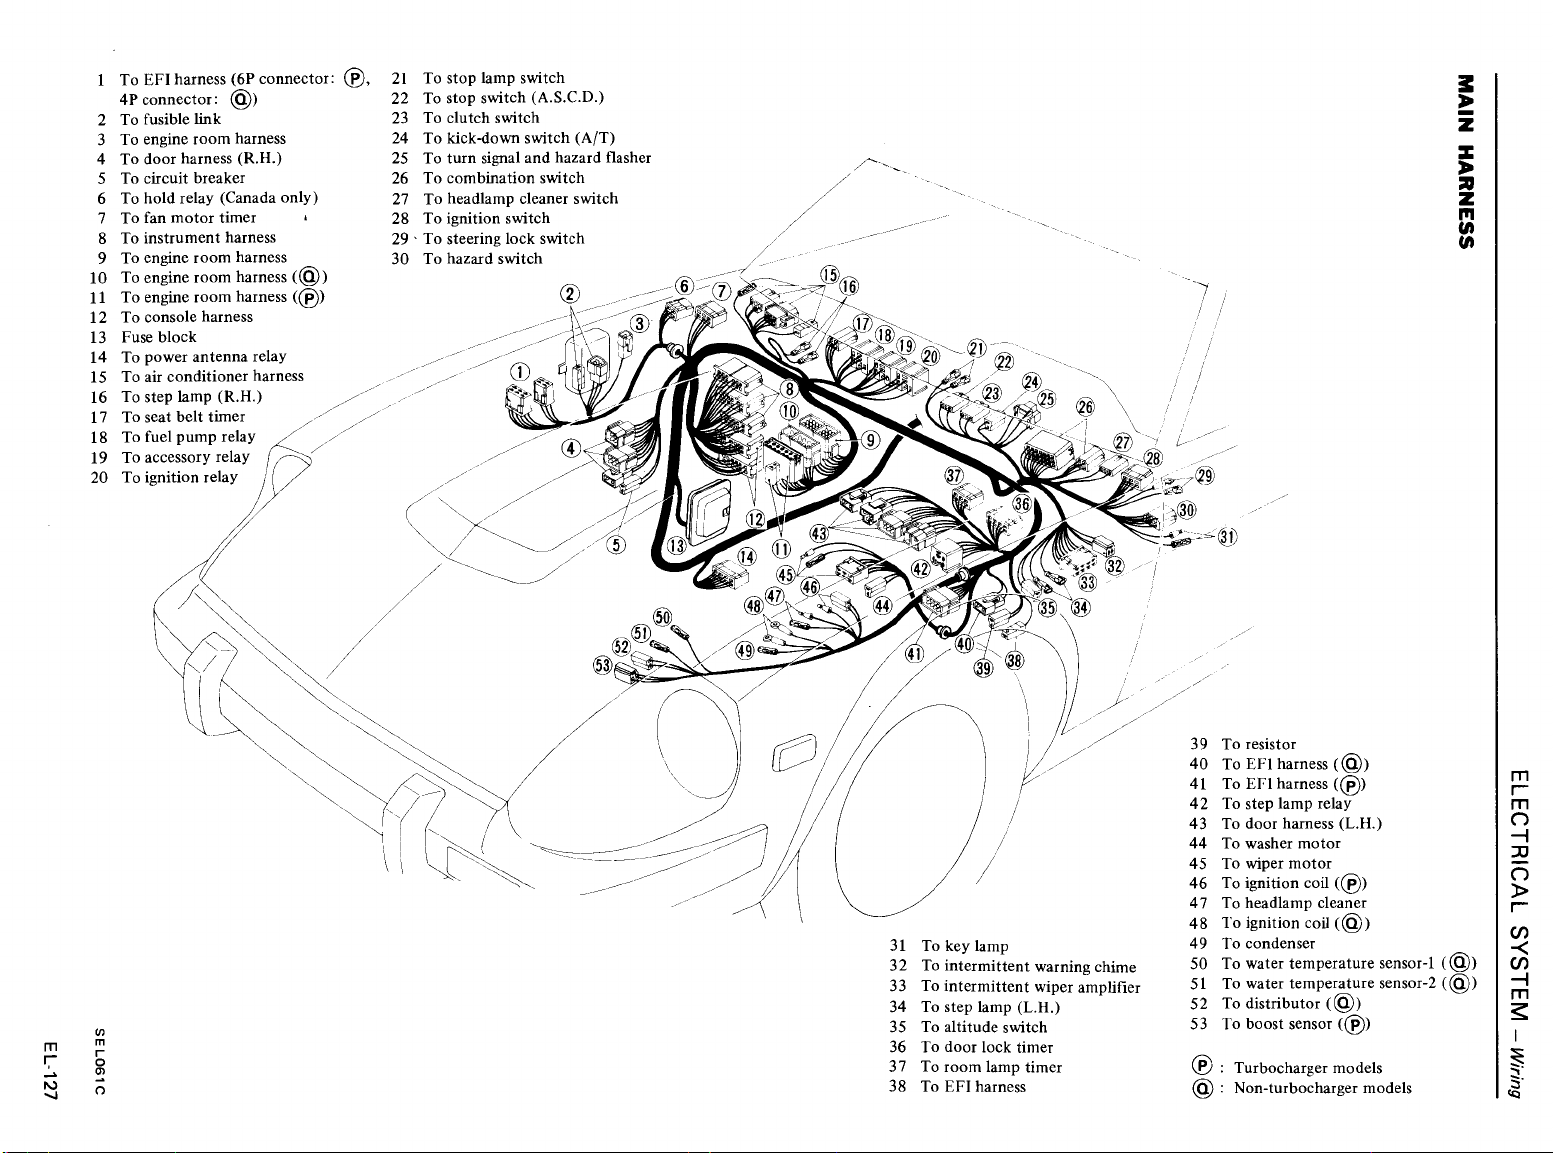 MAIN HARNESS
1 To EFI harness (6P connector: Ⓟ,
4P connector: Ⓠ)
2 To fusible link
3 To engine room harness
4 To door harness (R.H.)
5 To circuit breaker
6 To hold relay (Canada only)
7 To fan motor timer
8 To instrument harness
9 To engine room harness
10 To engine room harness (Ⓠ)
11 To engine room harness (Ⓟ)
12 To console harness
13 Fuse block
14 To power antenna relay
15 To air conditioner harness
16 To step lamp (R.H.)
17 To seat belt timer
18 To fuel pump relay
19 To accessory relay
20 To ignition relay
21 To stop lamp switch
22 To stop switch (A.S.C.D.)
23 To clutch switch
24 To kick-down switch (A/T)
25 To turn signal and hazard flasher
26 To combination switch
27 To headlamp cleaner switch
28 To ignition switch
29 To steering lock switch
30 To hazard switch
① ② ③ ④ ⑤ ⑥ ⑦ ⑧ ⑨ ⑩ ⑪ ⑫ ⑬ ⑭ ⑮ ⑯ ⑰ ⑱ ⑲ ⑳ ㉑ ㉒ ㉓ ㉔ ㉕ ㉖ ㉗ ㉘ ㉙ ㉚ ㉛ ㉜ ㉝ ㉞ ㉟ ㊱ ㊲ ㊳ ㊴ ㊵ ㊶ ㊷ ㊸ ㊹ ㊺ ㊻ ㊼ ㊽ ㊾ ㊿ 51 52 53
31 To key lamp
32 To intermittent warning chime
33 To intermittent wiper amplifier
34 To step lamp (L.H.)
35 To altitude switch
36 To door lock timer
37 To room lamp timer
38 To EFI harness
39 To resistor
40 To EFI harness (Ⓠ)
41 To EFI harness (Ⓟ)
42 To step lamp relay
43 To door harness (L.H.)
44 To washer motor
45 To wiper motor
46 To ignition coil (Ⓟ)
47 To headlamp cleaner
48 To ignition coil (Ⓠ)
49 To condenser
50 To water temperature sensor-1 (Ⓠ)
51 To water temperature sensor-2 (Ⓠ)
52 To distributor (Ⓠ)
53 To boost sensor (Ⓟ)
Ⓟ : Turbocharger models
Ⓠ : Non-turbocharger models
ELECTRICAL SYSTEM – Wiring
SEL061C
EL-127